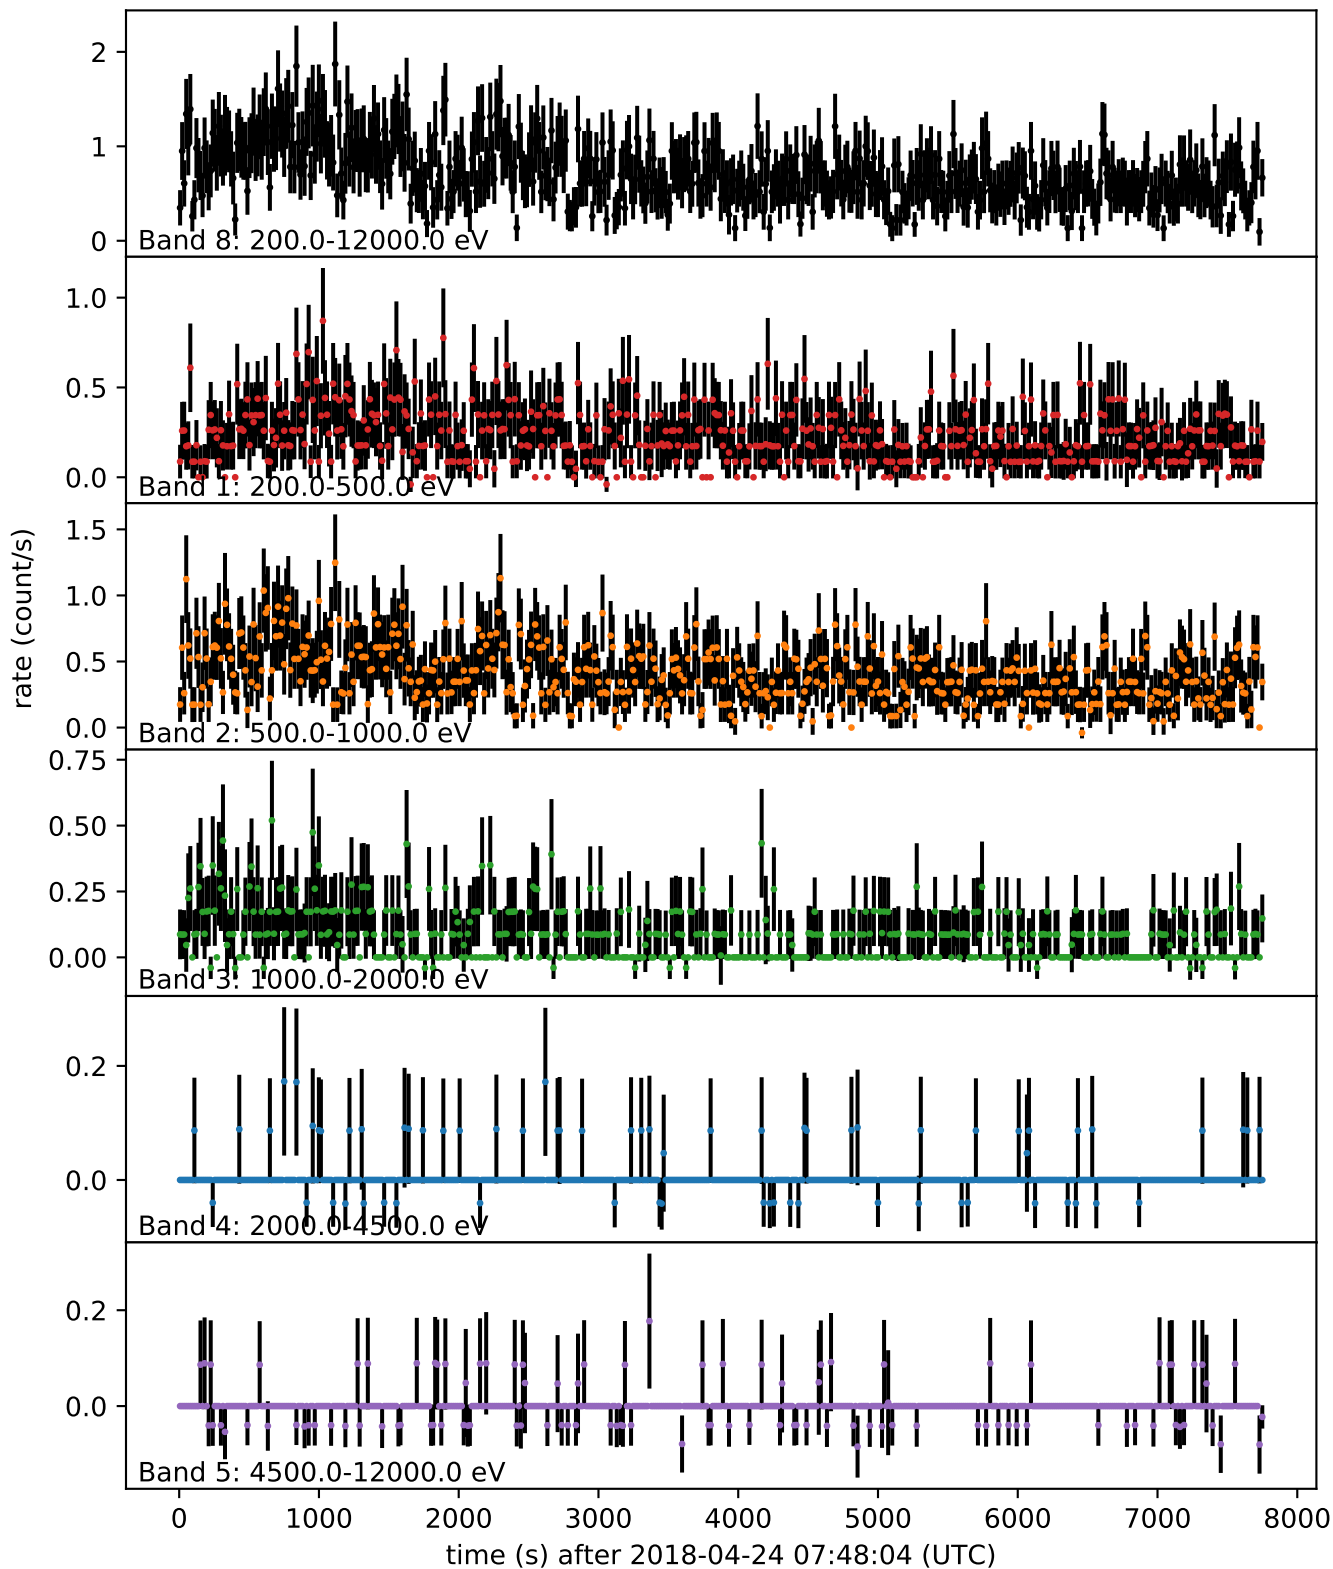 2
1
0
Band 8: 200.0-12000.0 eV
1.0
0.5
0.0
Band 1: 200.0-500.0 eV
rate (count/s)
1.5
1.0
0.5
0.0
Band 2: 500.0-1000.0 eV
0.75
0.50
0.25
0.00
Band 3: 1000.0-2000.0 eV
0.2
0.0
Band 4: 2000.0-4500.0 eV
0.2
0.0
Band 5: 4500.0-12000.0 eV
0 1000 2000 3000 4000 5000 6000 7000 8000
time (s) after 2018-04-24 07:48:04 (UTC)